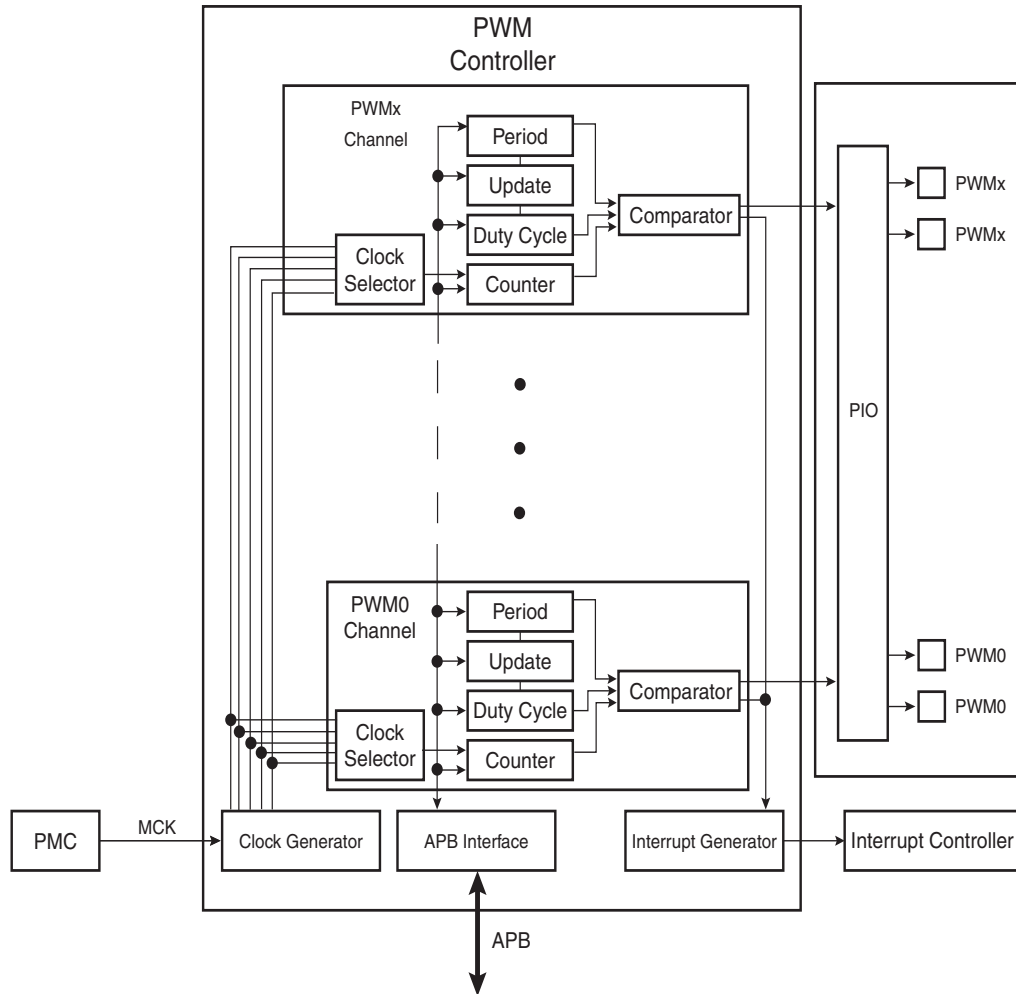 PWM
Controller
PWMx
Channel
Period
Update
Duty Cycle
Comparator
Clock
Selector
Counter
PIO
PWMx
PWMx
PWM0
Channel
Period
Update
Duty Cycle
Comparator
Clock
Selector
Counter
PWM0
PWM0
PMC
MCK
Clock Generator
APB Interface
Interrupt Generator
Interrupt Controller
APB